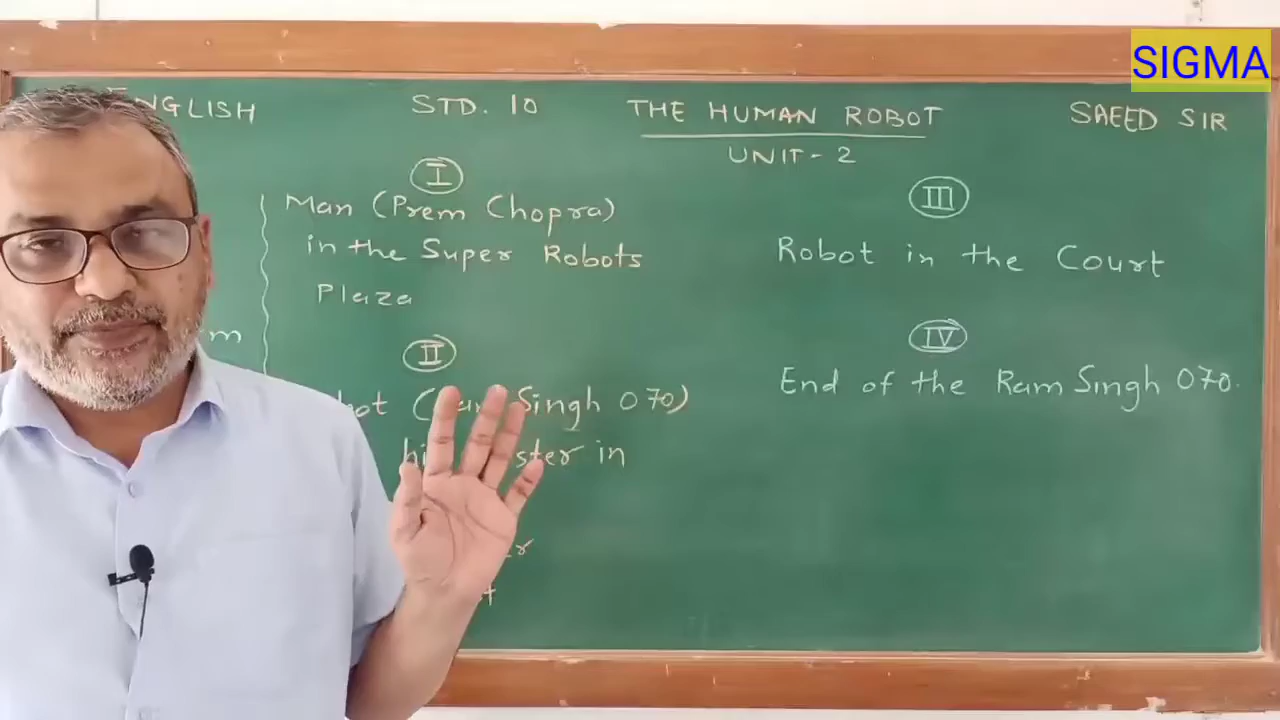 SIGMA
ENGLISH STD. 10 THE HUMAN ROBOT SAEED SIR
UNIT - 2
I
Man (Prem Chopra)
in the Super Robots
Plaza
II
Singh 070)
in
III
Robot in the Court
IV
End of the Ram Singh 070.